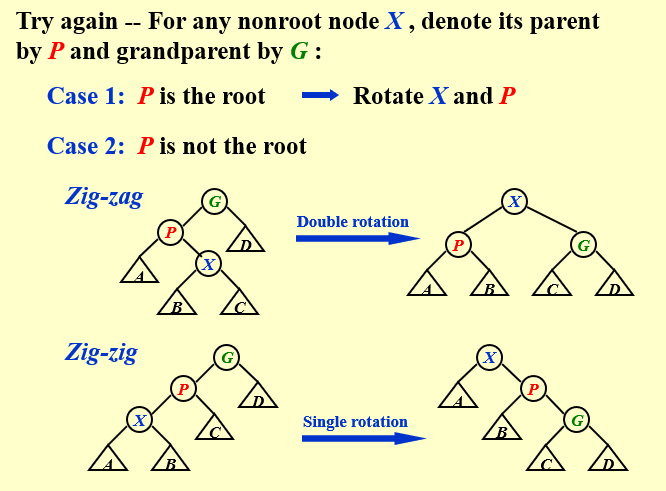 Try again -- For any nonroot node X , denote its parent
by P and grandparent by G :
Case 1: P is the root Rotate X and P
Case 2: P is not the root
Zig-zag
G
P
D
X
A
B C
Double rotation
X
P G
A B C D
Zig-zig
G
P
D
X
C
A B
Single rotation
X
A P
B G
C D